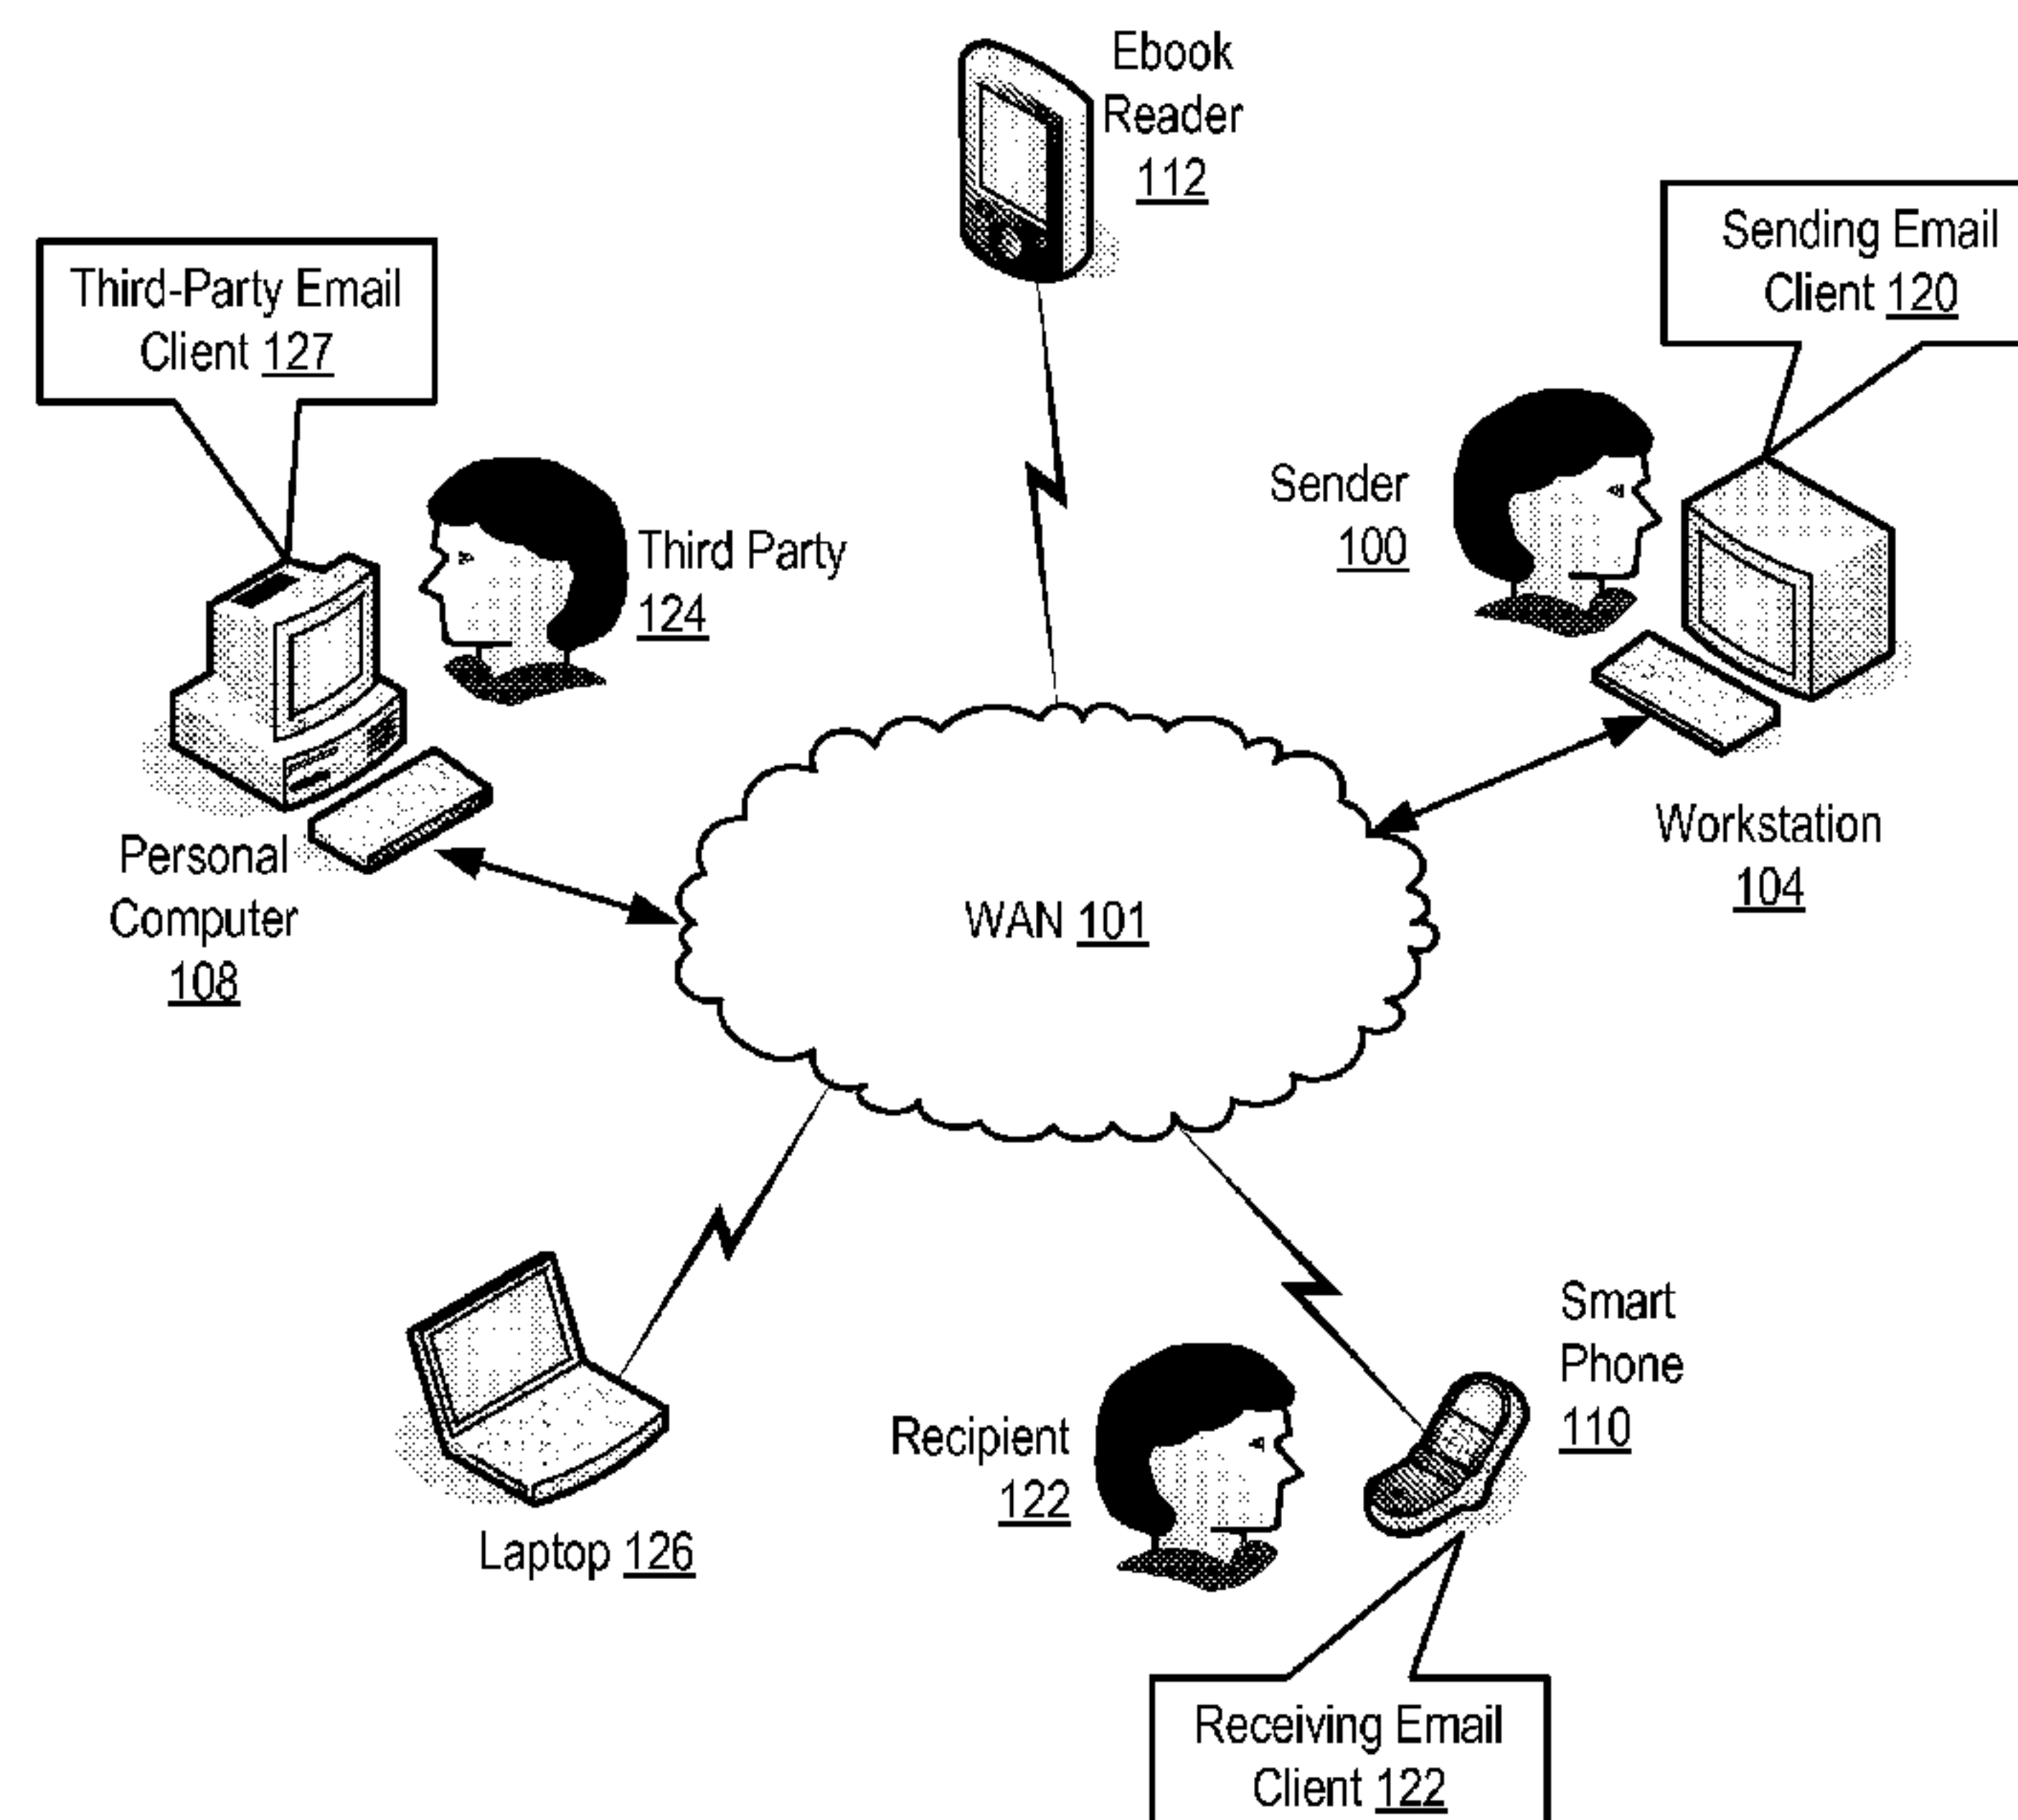 Ebook
Reader
112
Sending Email
Client 120
Third-Party Email
Client 127
Sender
100
Third Party
124
Workstation
104
Personal
Computer
108
WAN 101
Smart
Phone
110
Recipient
122
Laptop 126
Receiving Email
Client 122